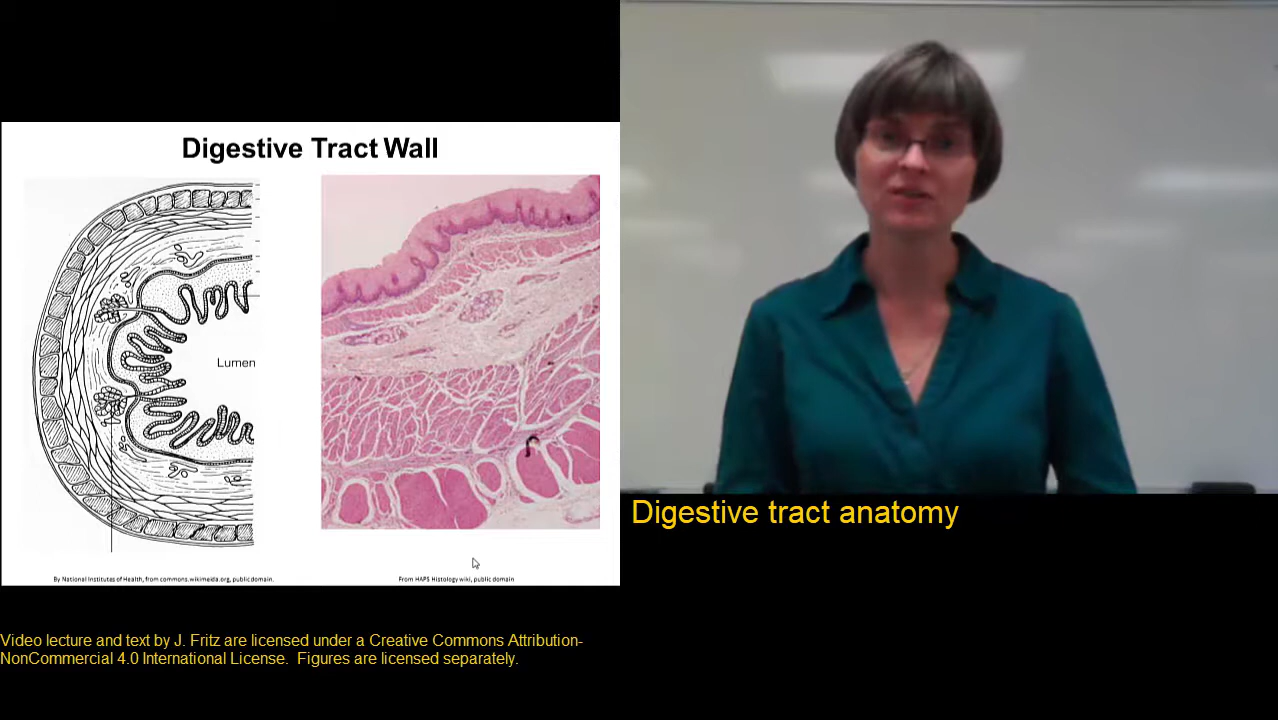 Digestive Tract Wall
Lumen
By National Institutes of Health, from commons.wikimeida.org, public domain.
From HAPS Histology wiki, public domain
Digestive tract anatomy
Video lecture and text by J. Fritz are licensed under a Creative Commons Attribution-
NonCommercial 4.0 International License.  Figures are licensed separately.